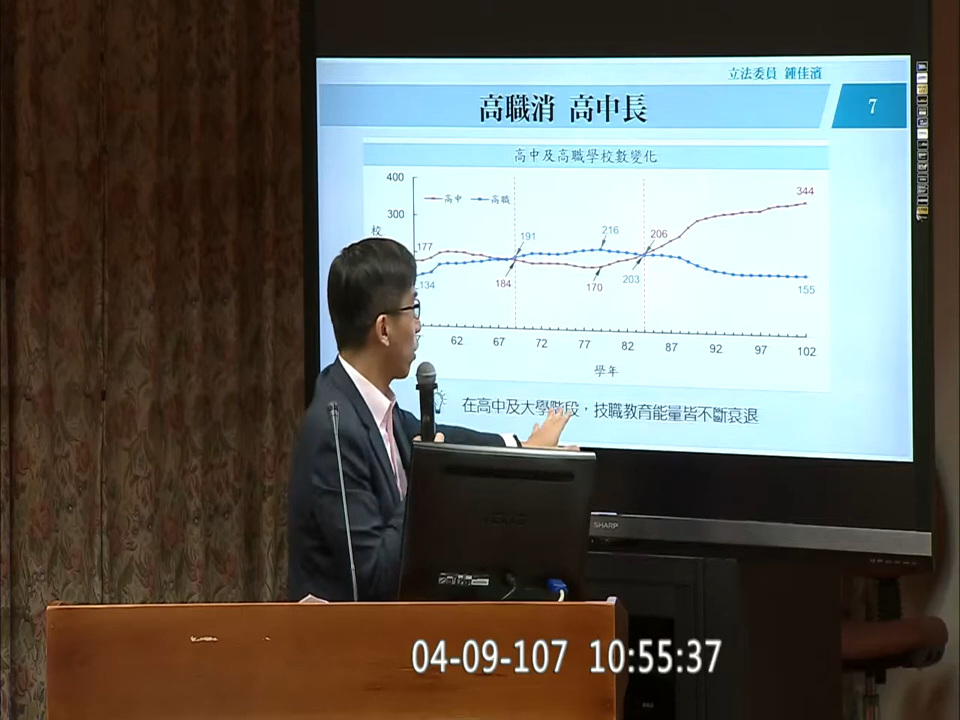 立法委員 鍾佳濱
高職消 高中長
7
高中及高職學校數變化
400
344
高中 高職
300
校
191
216
206
177
134
184
170
203
155
62 67 72 77 82 87 92 97 102
學年
在高中及大學階段，技職教育能量皆不斷衰退
SHARP
04-09-107 10:55:37